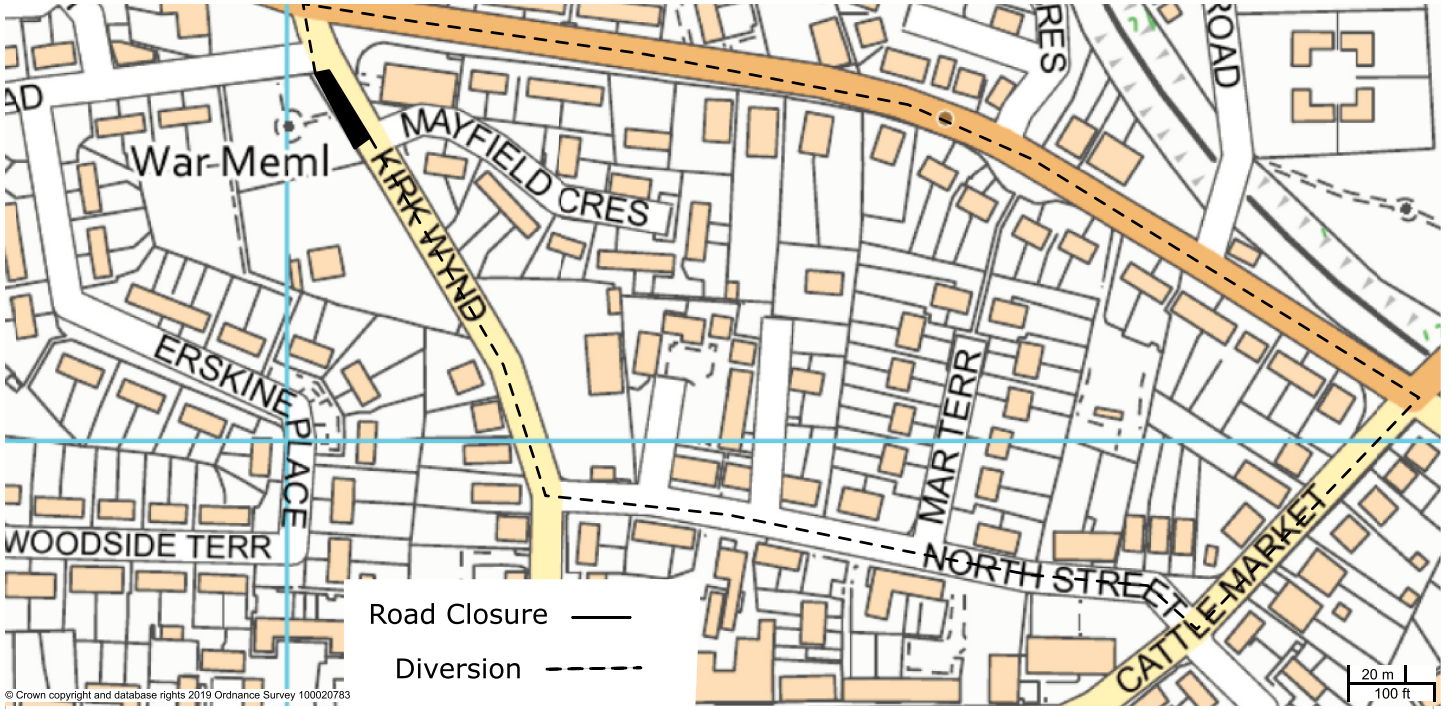 RES
ROAD
AD
MAYFIELD CRES
War Meml
KIRK WYND
ERSKINE PLACE
MAR TERR
WOODSIDE TERR
NORTH STREET
CATTLE MARKET
Road Closure
Diversion
20 m
100 ft
© Crown copyright and database rights 2019 Ordnance Survey 100020783